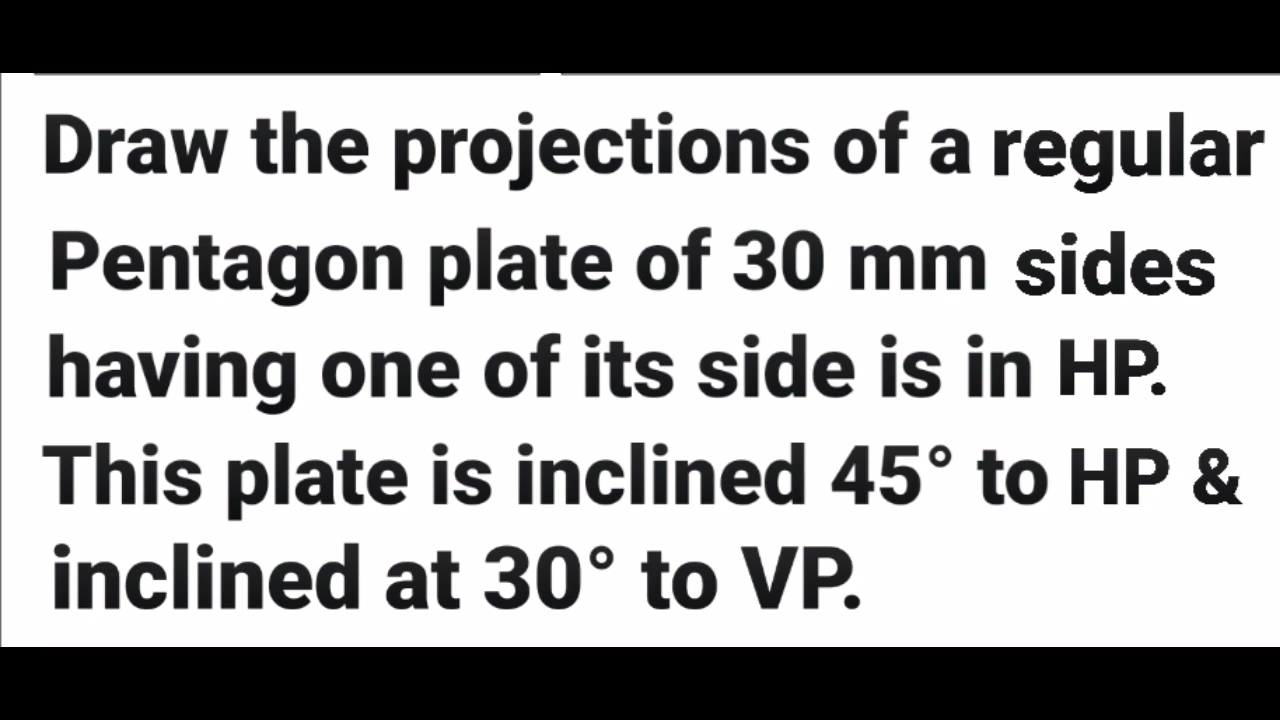 Draw the projections of a regular
Pentagon plate of 30 mm sides
having one of its side is in HP.
This plate is inclined 45° to HP &
inclined at 30° to VP.